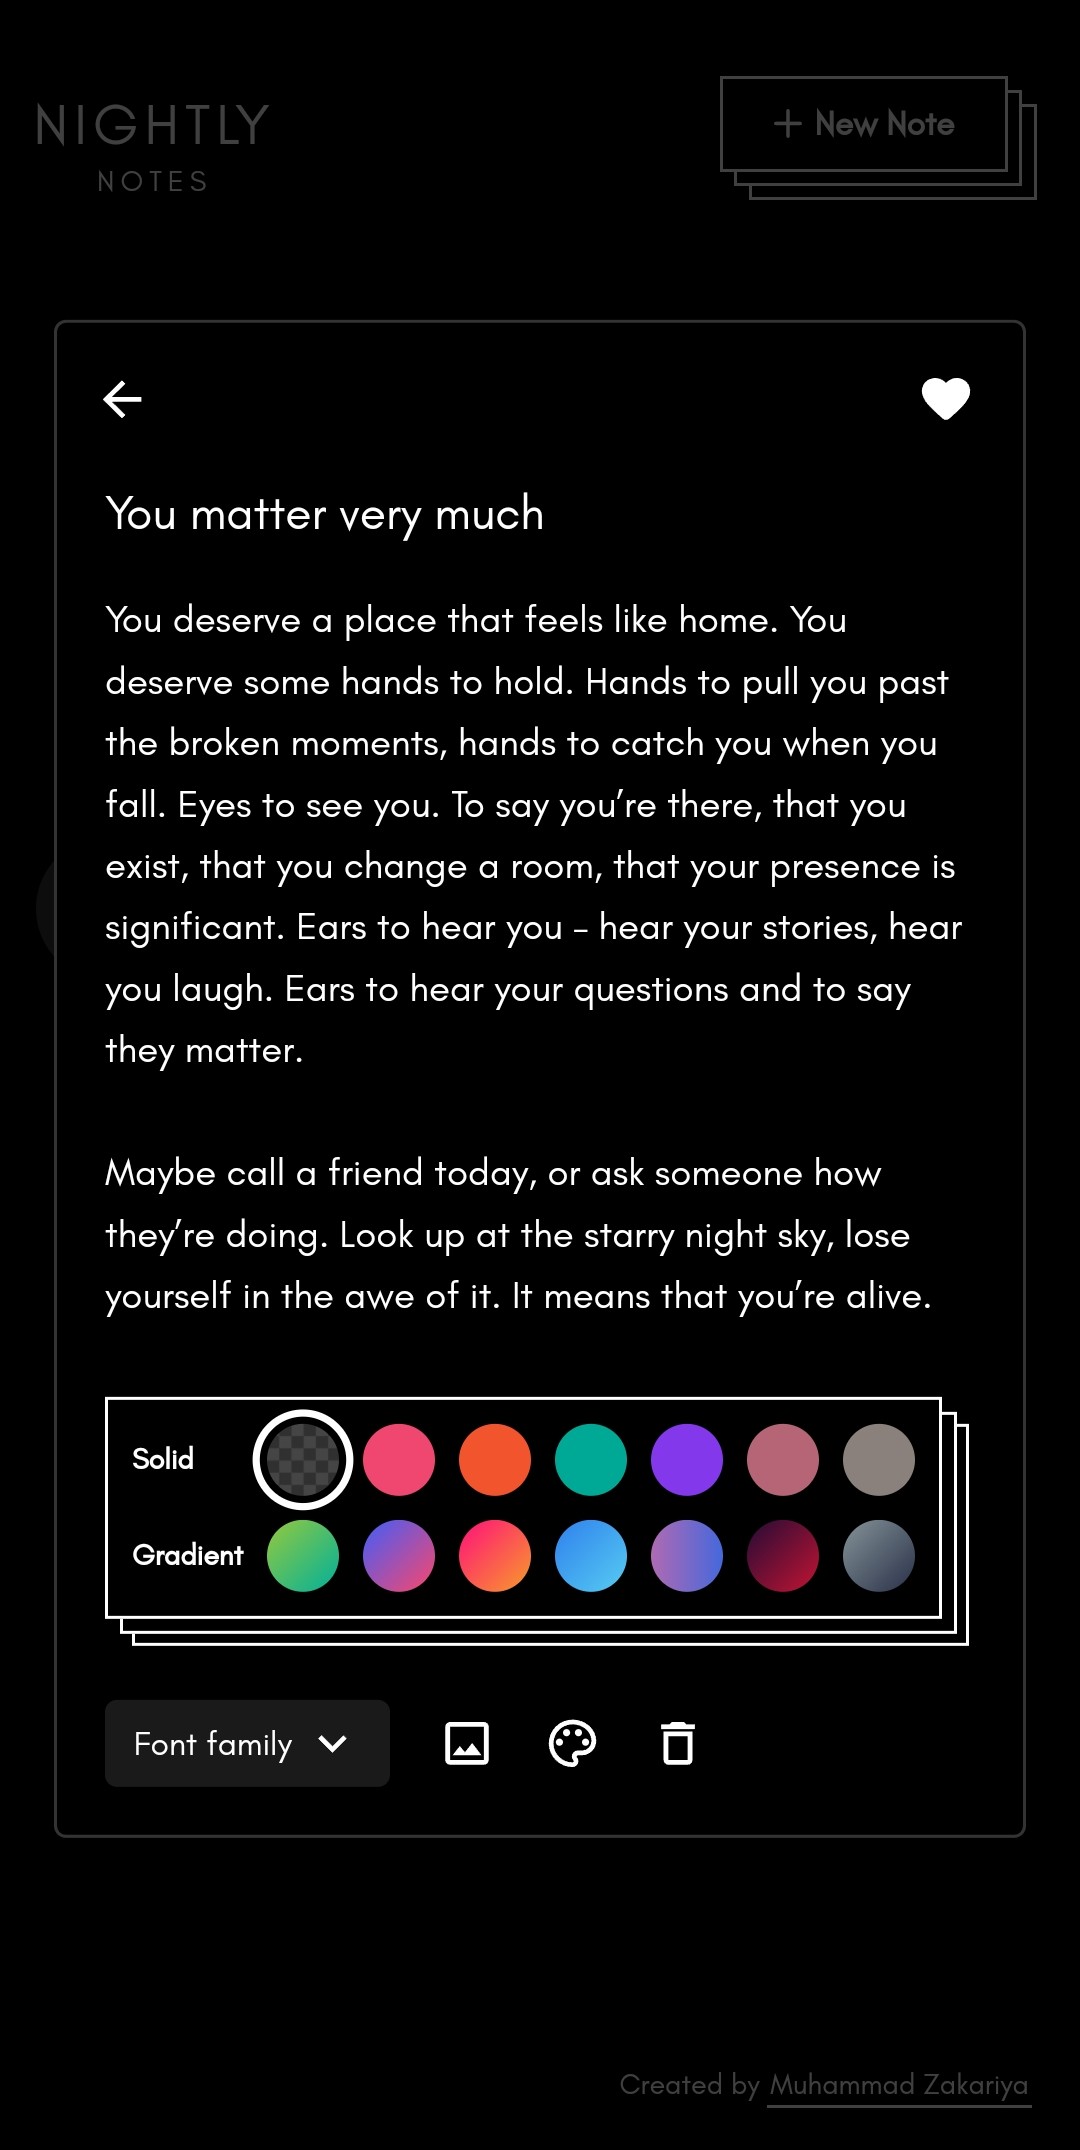 NIGHTLY
NOTES
+ New Note
You matter very much
You deserve a place that feels like home. You
deserve some hands to hold. Hands to pull you past
the broken moments, hands to catch you when you
fall. Eyes to see you. To say you’re there, that you
exist, that you change a room, that your presence is
significant. Ears to hear you – hear your stories, hear
you laugh. Ears to hear your questions and to say
they matter.
Maybe call a friend today, or ask someone how
they’re doing. Look up at the starry night sky, lose
yourself in the awe of it. It means that you’re alive.
Solid
Gradient
Font family
Created by Muhammad Zakariya